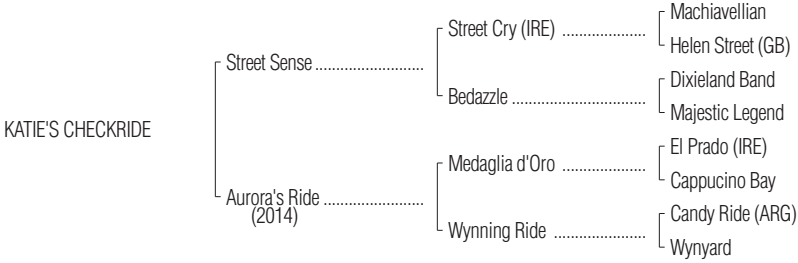 Machiavellian
Street Cry (IRE) .....................
Helen Street (GB)
Street Sense ...........................
Dixieland Band
Bedazzle .................................
Majestic Legend
KATIE'S CHECKRIDE
El Prado (IRE)
Medaglia d'Oro .....................
Cappucino Bay
Aurora's Ride .........................
(2014)
Candy Ride (ARG)
Wynning Ride .......................
Wynyard